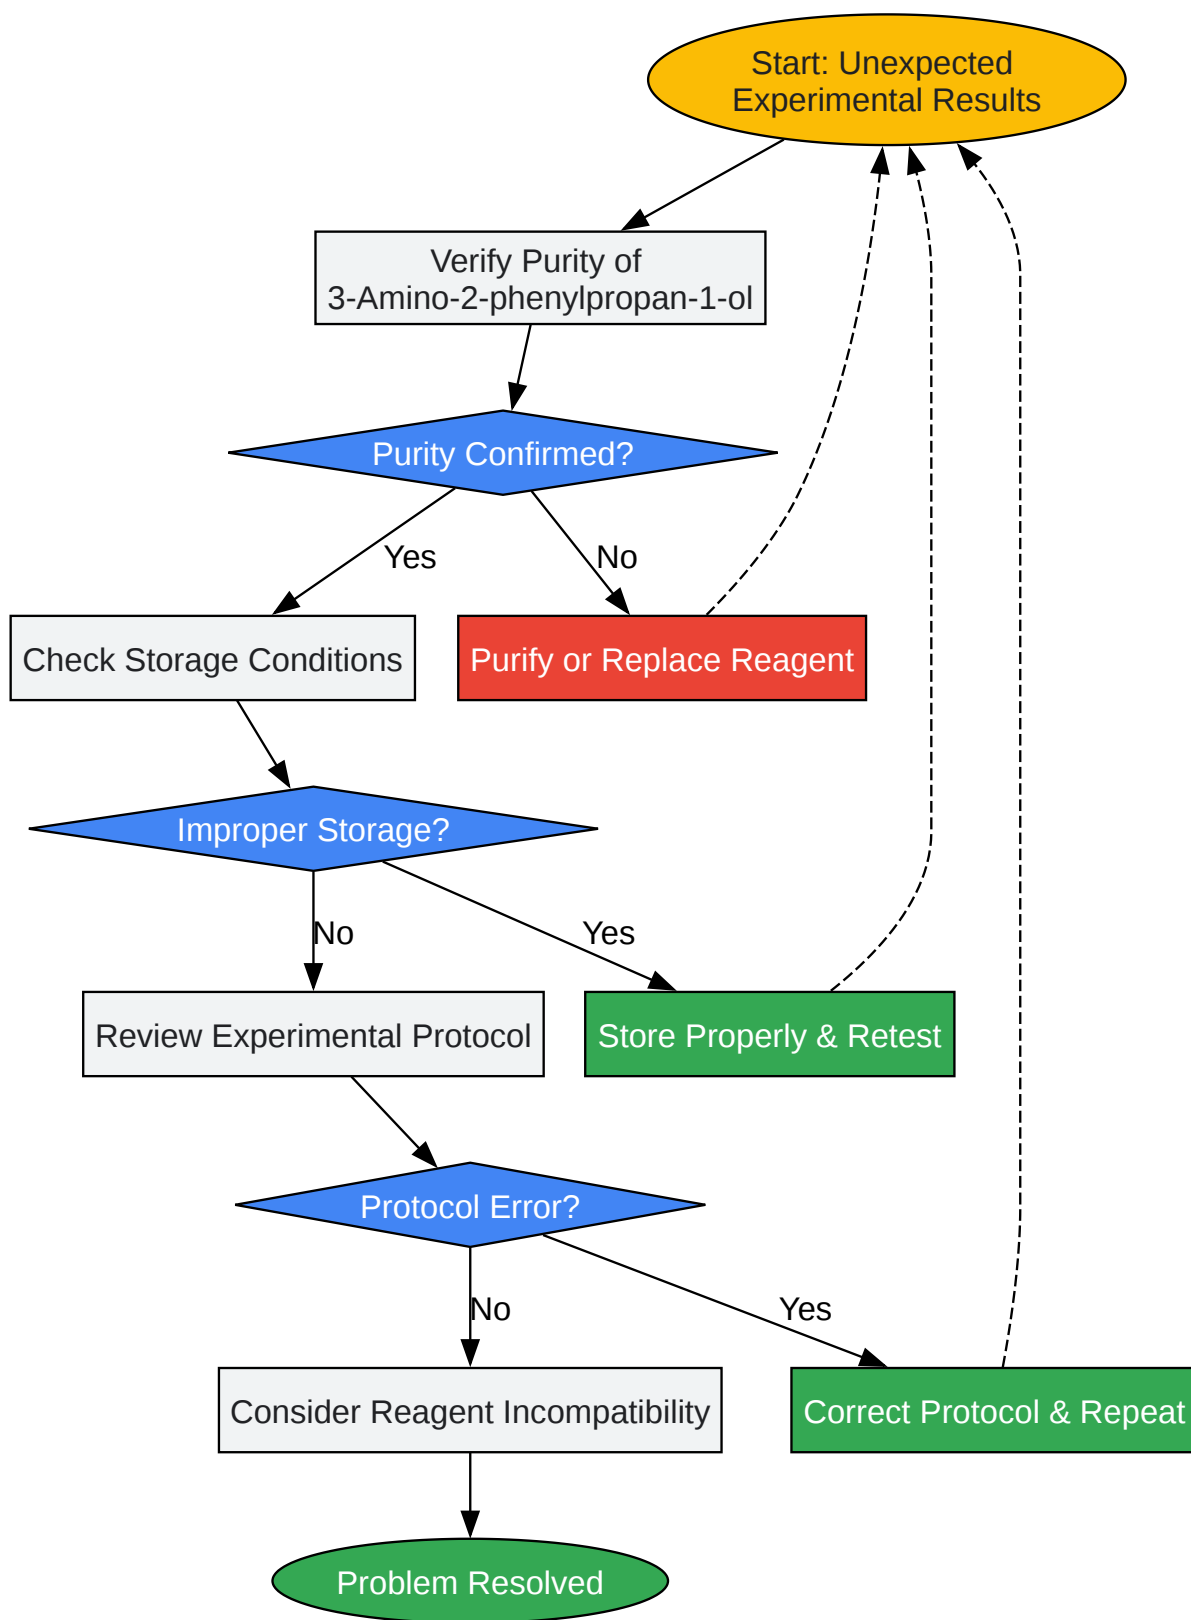 Start: Unexpected
Experimental Results
Verify Purity of
3-Amino-2-phenylpropan-1-ol
Purity Confirmed?
Yes
No
Check Storage Conditions
Purify or Replace Reagent
Improper Storage?
No
Yes
Review Experimental Protocol
Store Properly & Retest
Protocol Error?
No
Yes
Consider Reagent Incompatibility
Correct Protocol & Repeat
Problem Resolved